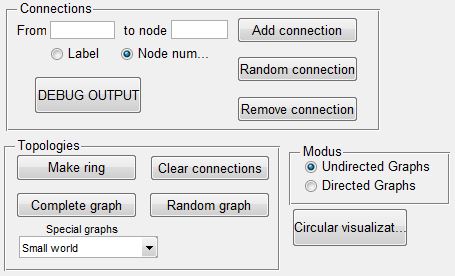 Connections
From to node Add connection
Label Node num...
Random connection
DEBUG OUTPUT
Remove connection
Topologies
Make ring Clear connections
Complete graph Random graph
Special graphs
Small world
Modus
Undirected Graphs
Directed Graphs
Circular visualizat...